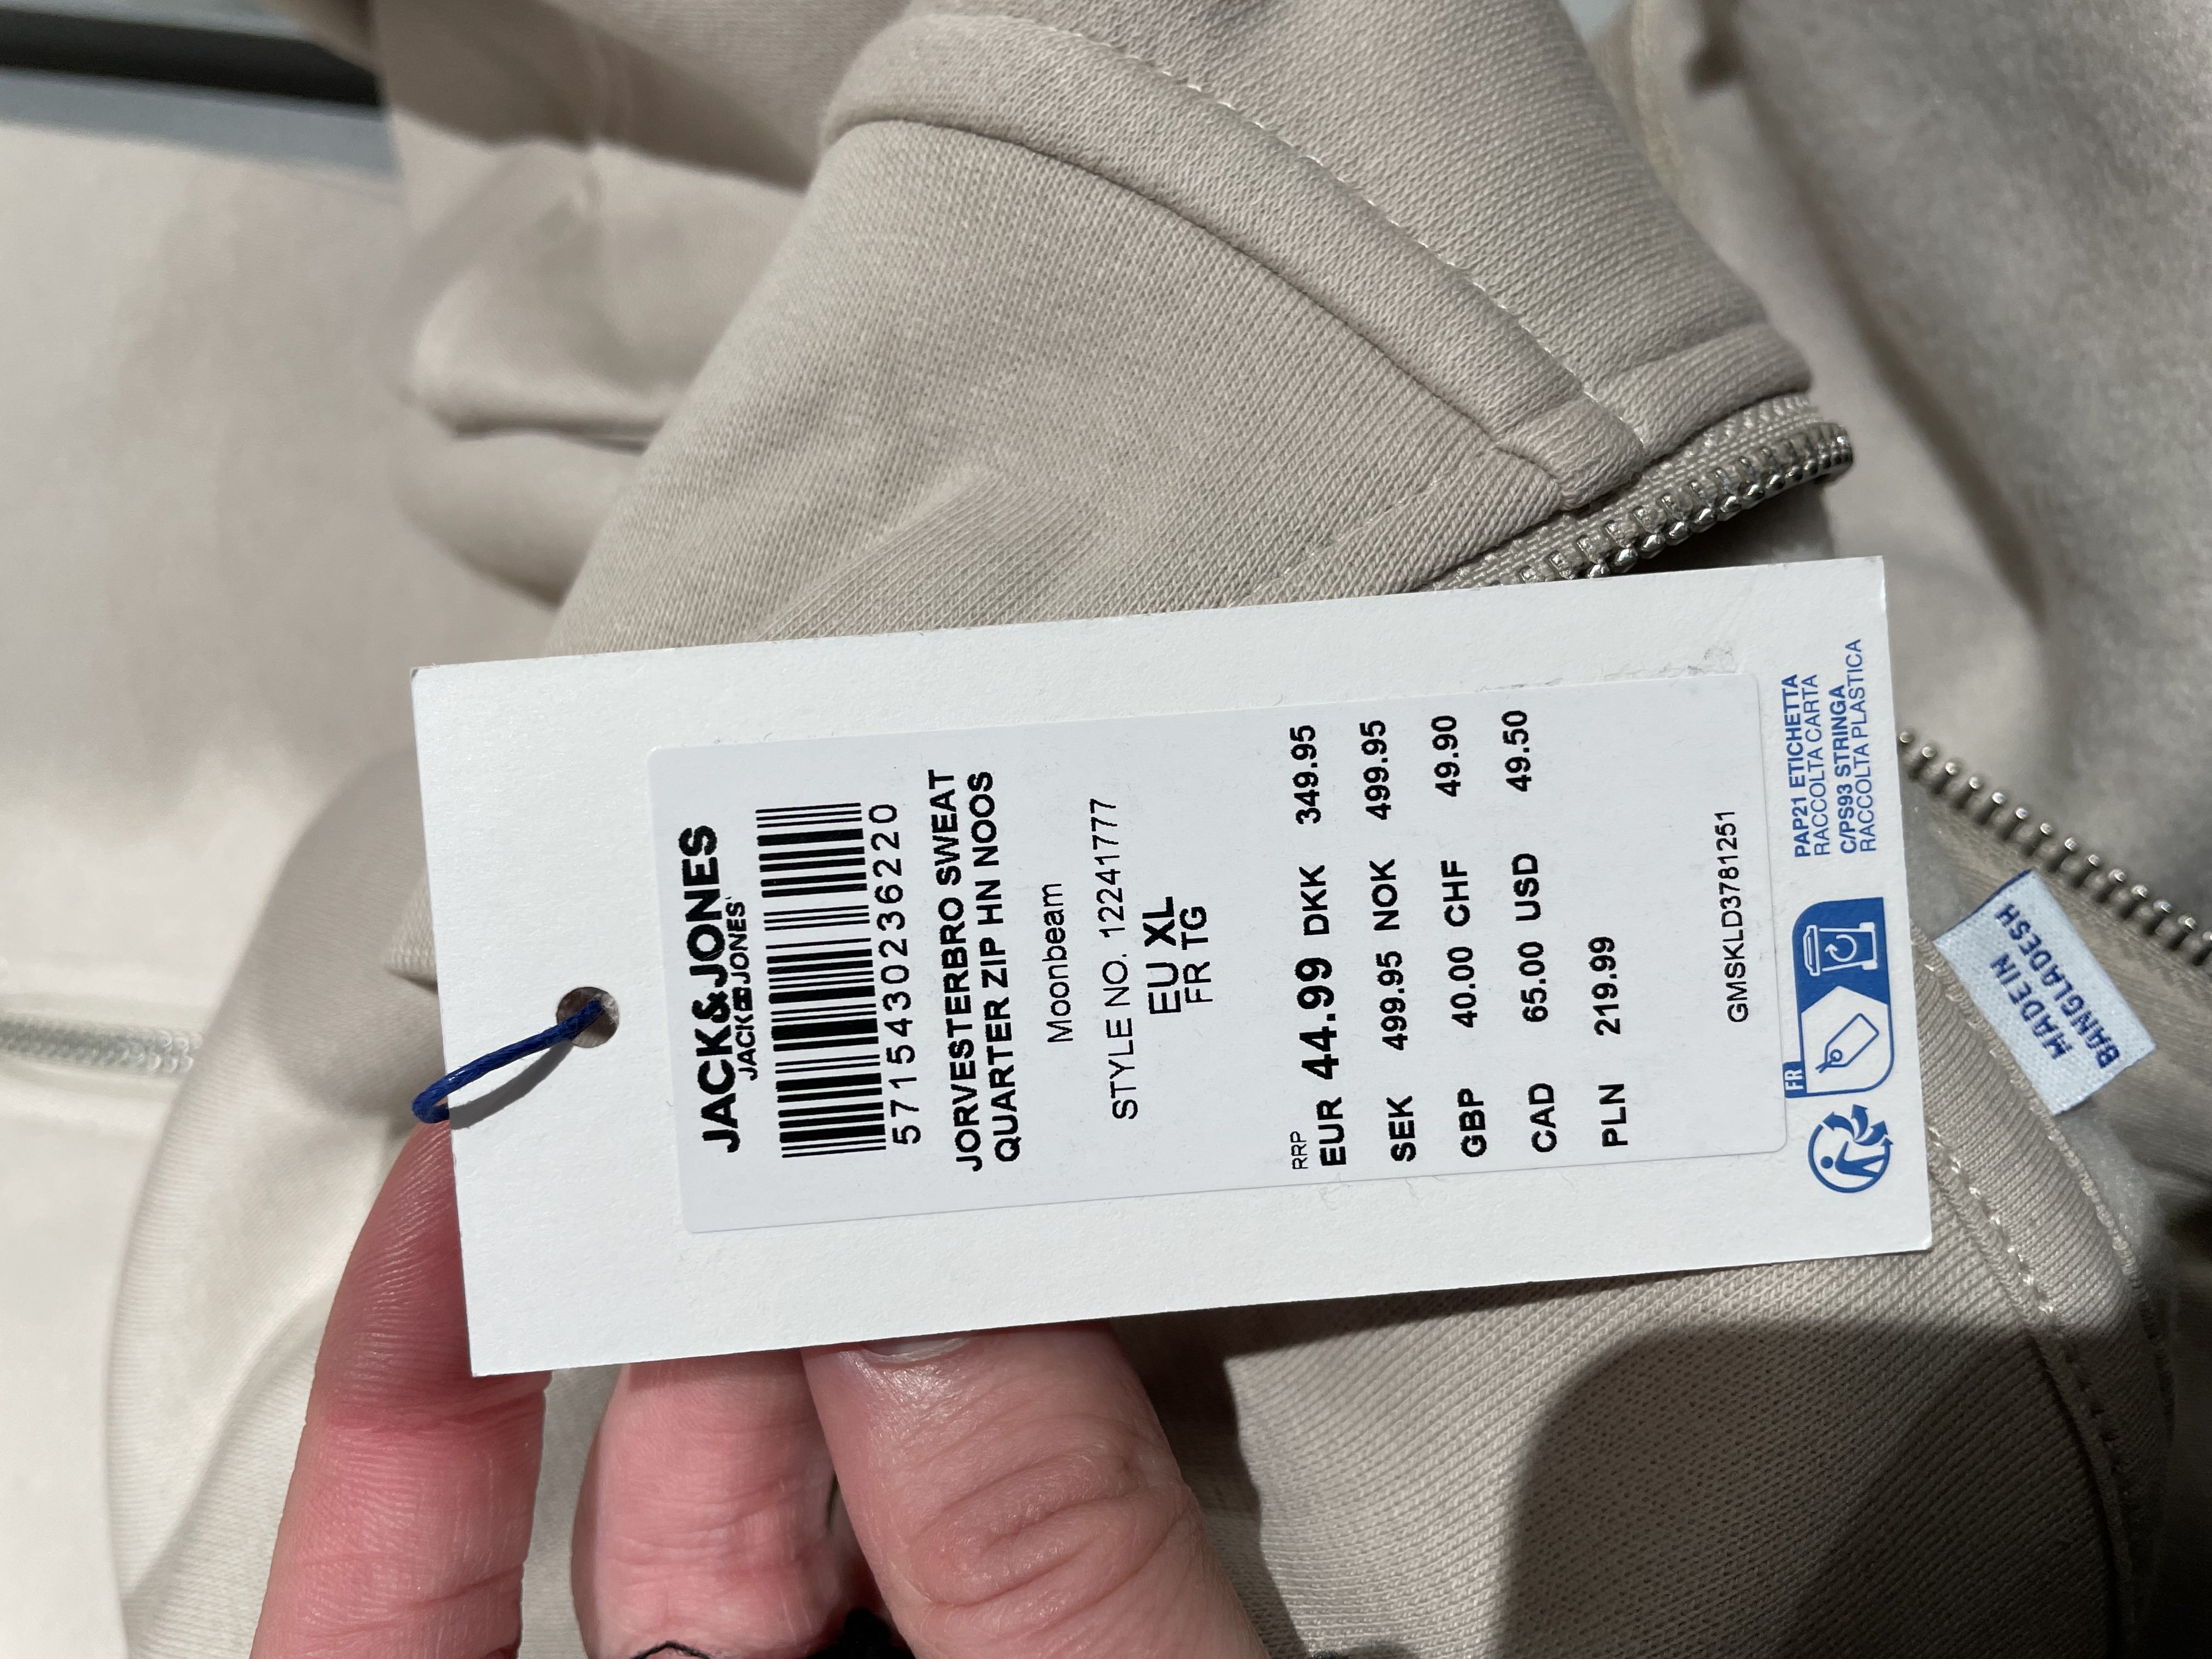 JACK&JONES
JACK JONES
5715430236220
JORVESTERBRO SWEAT
QUARTER ZIP HN NOOS
Moonbeam
STYLE NO. 12241777
EU XL
FR TG
RRP
EUR 44.99 DKK 349.95
SEK 499.95 NOK 499.95
GBP 40.00 CHF 49.90
CAD 65.00 USD 49.50
PLN 219.99
GMSKLD3781251
FR
PAP21 ETICHETTA
RACCOLTA CARTA
C/PS93 STRINGA
RACCOLTA PLASTICA
MADE IN
BANGLADESH